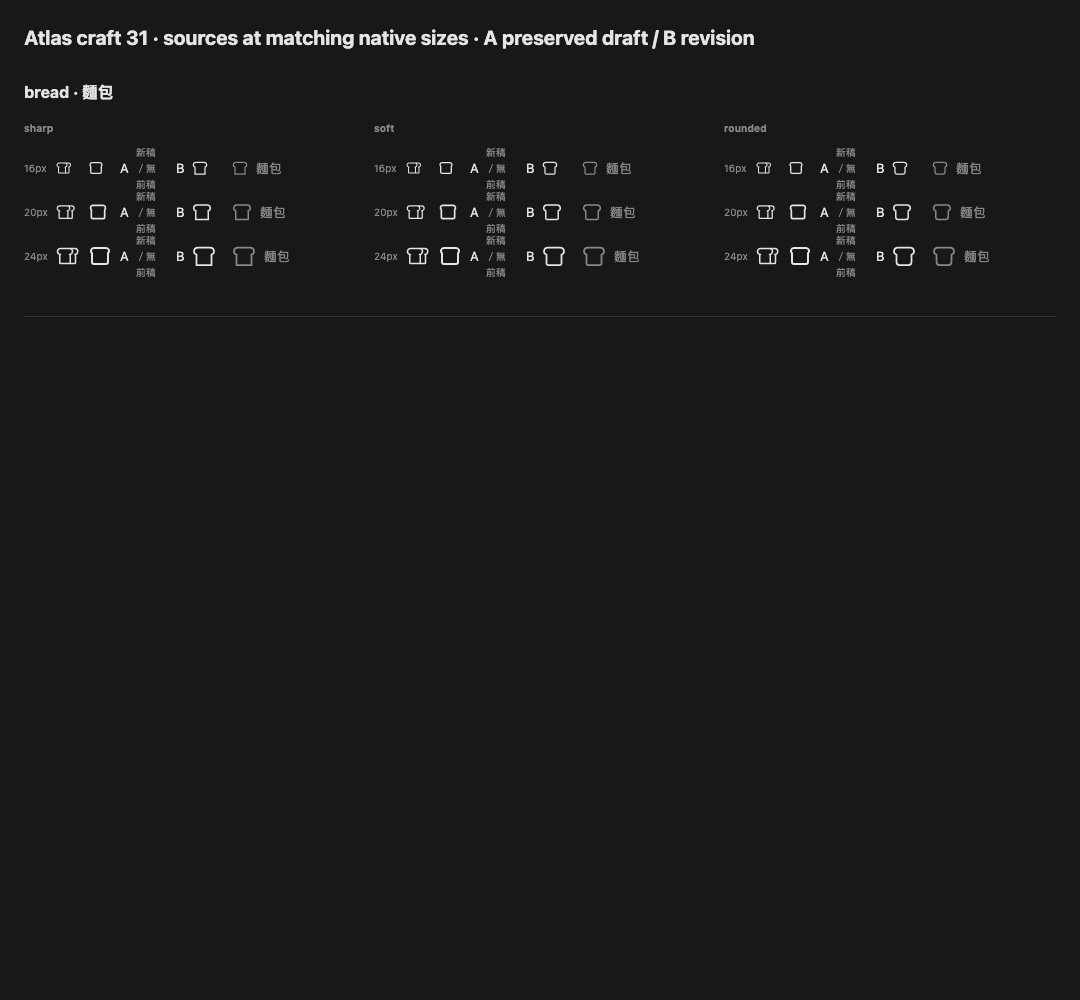 Atlas craft 31 · sources at matching native sizes · A preserved draft / B revision
bread · 麵包
sharp
soft
rounded
16px A 新稿 / 無前稿 B 麵包
16px A 新稿 / 無前稿 B 麵包
16px A 新稿 / 無前稿 B 麵包
20px A 新稿 / 無前稿 B 麵包
20px A 新稿 / 無前稿 B 麵包
20px A 新稿 / 無前稿 B 麵包
24px A 新稿 / 無前稿 B 麵包
24px A 新稿 / 無前稿 B 麵包
24px A 新稿 / 無前稿 B 麵包